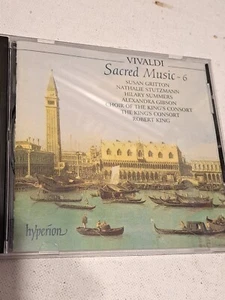 VIVALDI
Sacred Music - 6
SUSAN GRITTON
NATHALIE STUTZMANN
HILARY SUMMERS
ALEXANDRA GIBSON
CHOIR OF THE KING'S CONSORT
THE KING'S CONSORT
ROBERT KING
hyperion